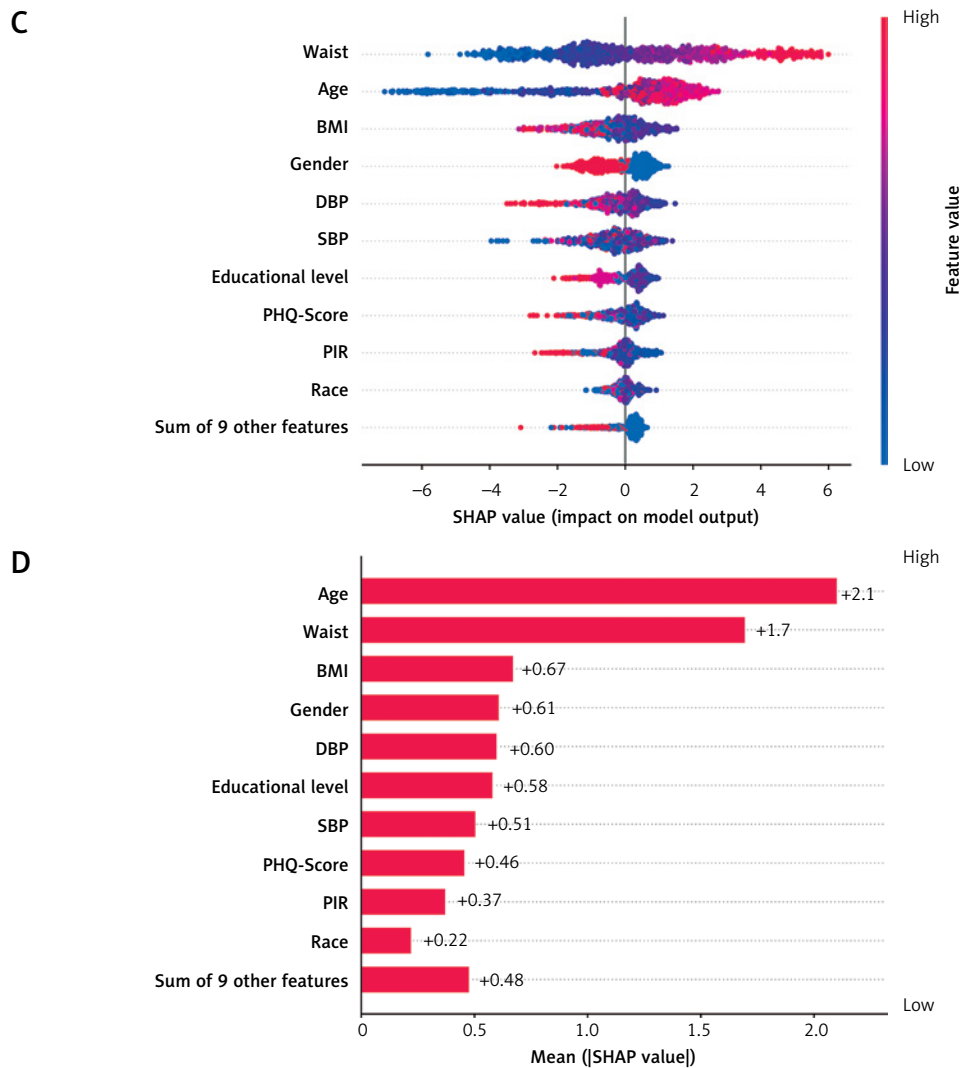 C
High
Waist
Age
BMI
Gender
DBP
SBP
Educational level
PHQ-Score
PIR
Race
Sum of 9 other features
Feature value
Low
−6 −4 −2 0 2 4 6
SHAP value (impact on model output)
D
High
Age +2.1
Waist +1.7
BMI +0.67
Gender +0.61
DBP +0.60
Educational level +0.58
SBP +0.51
PHQ-Score +0.46
PIR +0.37
Race +0.22
Sum of 9 other features +0.48
Low
0 0.5 1.0 1.5 2.0
Mean (|SHAP value|)